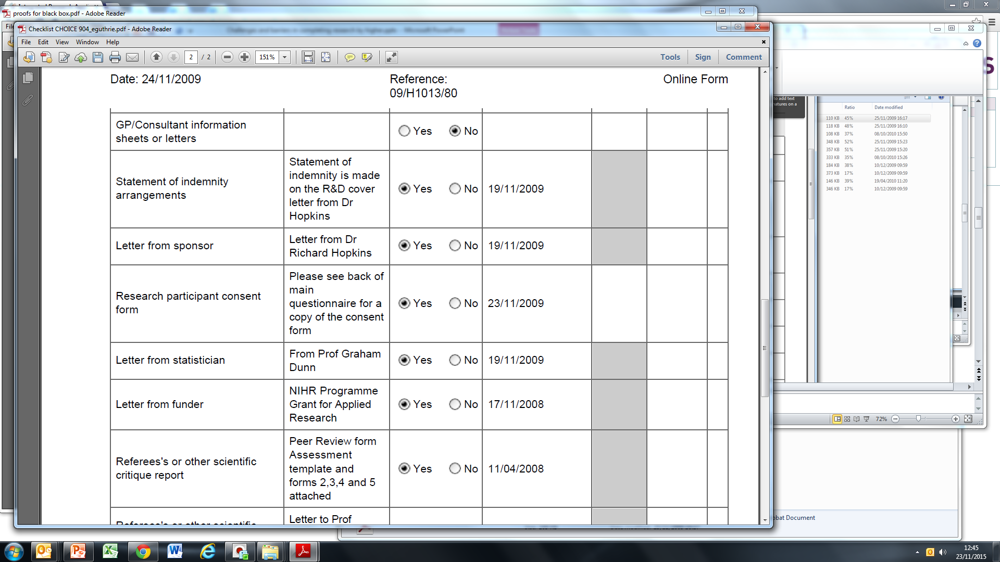 proofs for black box.pdf - Adobe Reader
Checklist CHOICE 904_eguthrie.pdf - Adobe Reader
File Edit View Window Help
2 / 2 151% Tools Sign Comment
Date: 24/11/2009 Reference: Online Form
09/H1013/80
GP/Consultant information
sheets or letters
Yes No
Statement of indemnity
arrangements
Statement of
indemnity is made
on the R&D cover
letter from Dr
Hopkins
Yes No 19/11/2009
Letter from sponsor
Letter from Dr
Richard Hopkins
Yes No 19/11/2009
Research participant consent
form
Please see back of
main
questionnaire for a
copy of the consent
form
Yes No 23/11/2009
Letter from statistician
From Prof Graham
Dunn
Yes No 19/11/2009
Letter from funder
NIHR Programme
Grant for Applied
Research
Yes No 17/11/2008
Referees's or other scientific
critique report
Peer Review form
Assessment
template and
forms 2,3,4 and 5
attached
Yes No 11/04/2008
Referees's or other scientific
Letter to Prof
to add text
natures on a
Ratio Date modified
110 KB 45% 25/11/2009 16:17
118 KB 48% 25/11/2009 16:10
108 KB 37% 08/10/2010 15:50
348 KB 52% 25/11/2009 15:23
357 KB 51% 25/11/2009 15:20
333 KB 35% 08/10/2010 15:26
184 KB 38% 10/12/2009 09:59
373 KB 17% 10/12/2009 09:59
146 KB 39% 19/04/2010 11:20
346 KB 17% 10/12/2009 09:59
72%
obat Document
12:45
23/11/2015